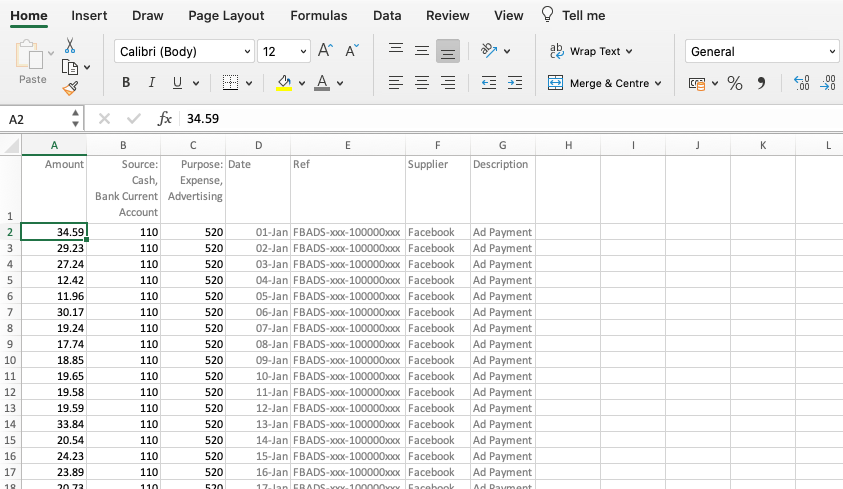 Home Insert Draw Page Layout Formulas Data Review View Tell me
Calibri (Body) 12 A A ab Wrap Text General
Paste B I U A Merge & Centre % .00 .00
A2 fx 34.59
A B C D E F G H I J K L
1 Amount Source: Cash, Bank Current Account Purpose: Expense, Advertising Date Ref Supplier Description
2 34.59 110 520 01-Jan FBADS-xxx-100000xxx Facebook Ad Payment
3 29.23 110 520 02-Jan FBADS-xxx-100000xxx Facebook Ad Payment
4 27.24 110 520 03-Jan FBADS-xxx-100000xxx Facebook Ad Payment
5 12.42 110 520 04-Jan FBADS-xxx-100000xxx Facebook Ad Payment
6 11.96 110 520 05-Jan FBADS-xxx-100000xxx Facebook Ad Payment
7 30.17 110 520 06-Jan FBADS-xxx-100000xxx Facebook Ad Payment
8 19.24 110 520 07-Jan FBADS-xxx-100000xxx Facebook Ad Payment
9 17.74 110 520 08-Jan FBADS-xxx-100000xxx Facebook Ad Payment
10 18.85 110 520 09-Jan FBADS-xxx-100000xxx Facebook Ad Payment
11 19.65 110 520 10-Jan FBADS-xxx-100000xxx Facebook Ad Payment
12 19.58 110 520 11-Jan FBADS-xxx-100000xxx Facebook Ad Payment
13 19.59 110 520 12-Jan FBADS-xxx-100000xxx Facebook Ad Payment
14 33.84 110 520 13-Jan FBADS-xxx-100000xxx Facebook Ad Payment
15 20.54 110 520 14-Jan FBADS-xxx-100000xxx Facebook Ad Payment
16 24.23 110 520 15-Jan FBADS-xxx-100000xxx Facebook Ad Payment
17 23.89 110 520 16-Jan FBADS-xxx-100000xxx Facebook Ad Payment
18 20.73 110 520 17-Jan FBADS-xxx-100000xxx Facebook Ad Payment